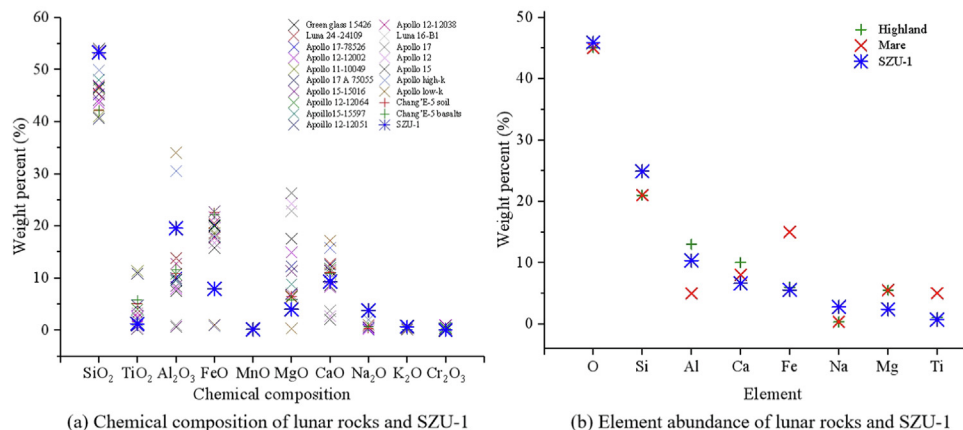 60
50
40
30
20
10
0
Weight percent (%)
Green glass 15426
Luna 24 -24109
Apollo 17-78526
Apollo 12-12002
Apollo 11-10049
Apollo 17 A 75055
Apollo 15-15016
Apoillo 12-12064
Apollo15-15597
Apoillo 12-12051
Apollo 12-12038
Luna 16-B1
Apollo 17
Apollo 12
Apollo 15
Apollo high-k
Apollo low-k
Chang'E-5 soil
Chang'E-5 basalts
SZU-1
SiO₂ TiO₂ Al₂O₃ FeO MnO MgO CaO Na₂O K₂O Cr₂O₃
Chemical composition
(a) Chemical composition of lunar rocks and SZU-1
50
40
30
20
10
0
Weight percent (%)
Highland
Mare
SZU-1
O Si Al Ca Fe Na Mg Ti
Element
(b) Element abundance of lunar rocks and SZU-1